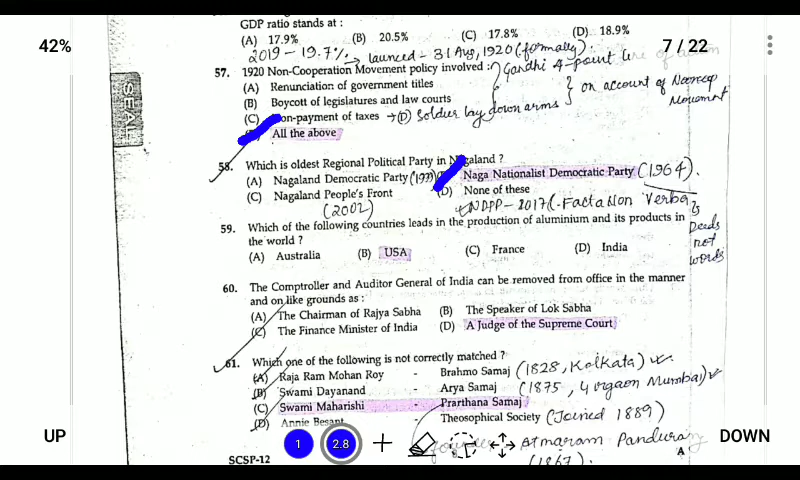 GDP ratio stands at :
42%
(A) 17.9% (B) 20.5% (C) 17.8% (D) 18.9%
7 / 22
2019 - 19.7% → launced - 31 Aug, 1920 (formally).
57. 1920 Non-Cooperation Movement policy involved :
Gandhi 4-point
(A) Renunciation of government titles
on account of
(B) Boycott of legislatures and law courts
Movement
(C) Non-payment of taxes → (D) Soldier lay down arms
All the above
SEAL
58. Which is oldest Regional Political Party in Nagaland ?
(A) Nagaland Democratic Party Naga Nationalist Democratic Party (1964).
(C) Nagaland People's Front (D) None of these
(2002) NDPP - 2017 (Facta Non Verba
Deeds
not
words
59. Which of the following countries leads in the production of aluminium and its products in
the world ?
(A) Australia (B) USA (C) France (D) India
60. The Comptroller and Auditor General of India can be removed from office in the manner
and on like grounds as :
(A) The Chairman of Rajya Sabha (B) The Speaker of Lok Sabha
(C) The Finance Minister of India (D) A Judge of the Supreme Court
61. Which one of the following is not correctly matched ?
(A) Raja Ram Mohan Roy - Brahmo Samaj (1828, Kolkata)
(B) Swami Dayanand - Arya Samaj (1875, Mumbai)
(C) Swami Maharishi - Prarthana Samaj
(D) Annie Besant Theosophical Society (Joined 1889)
UP
1
2.8
Atmaram Pandurang
DOWN
(1867).
A
SCSP-12